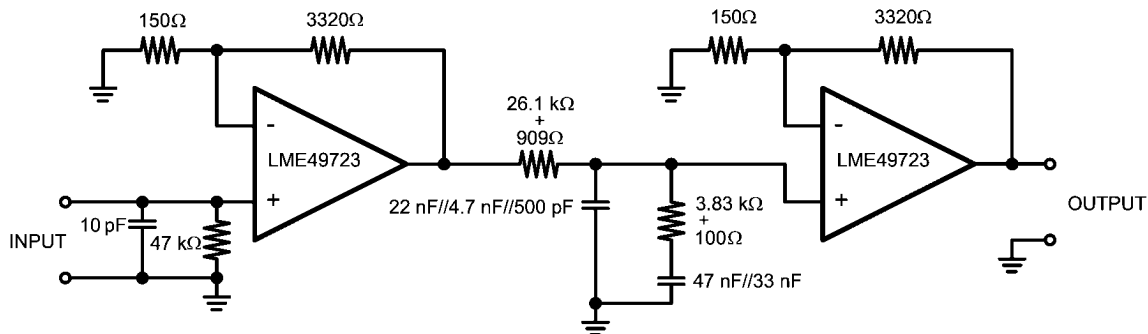 150Ω
3320Ω
150Ω
3320Ω
26.1 kΩ
+
909Ω
-
LME49723
+
-
LME49723
+
INPUT
10 pF
47 kΩ
22 nF//4.7 nF//500 pF
3.83 kΩ
+
100Ω
47 nF//33 nF
OUTPUT